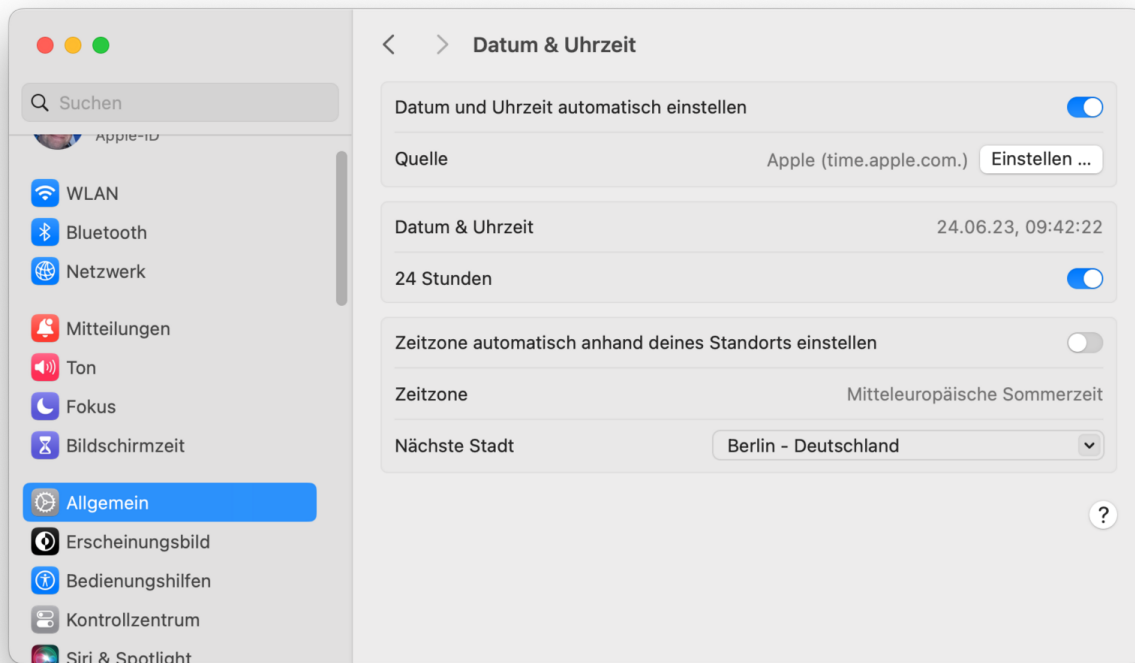 Suchen
Apple-ID
WLAN
Bluetooth
Netzwerk
Mitteilungen
Ton
Fokus
Bildschirmzeit
Allgemein
Erscheinungsbild
Bedienungshilfen
Kontrollzentrum
Siri & Spotlight
Datum & Uhrzeit
Datum und Uhrzeit automatisch einstellen
Quelle Apple (time.apple.com.) Einstellen ...
Datum & Uhrzeit 24.06.23, 09:42:22
24 Stunden
Zeitzone automatisch anhand deines Standorts einstellen
Zeitzone Mitteleuropäische Sommerzeit
Nächste Stadt Berlin - Deutschland
?